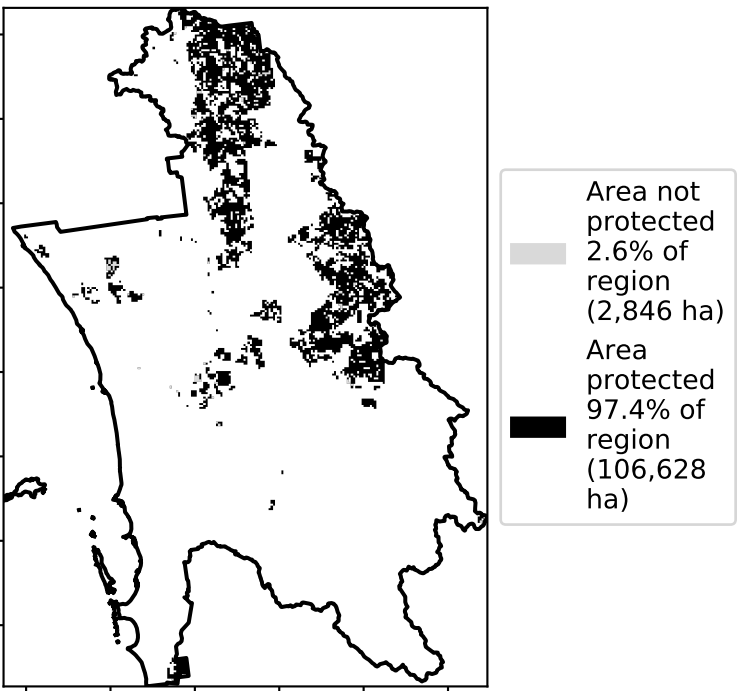 Area not
protected
2.6% of
region
(2,846 ha)
Area
protected
97.4% of
region
(106,628
ha)